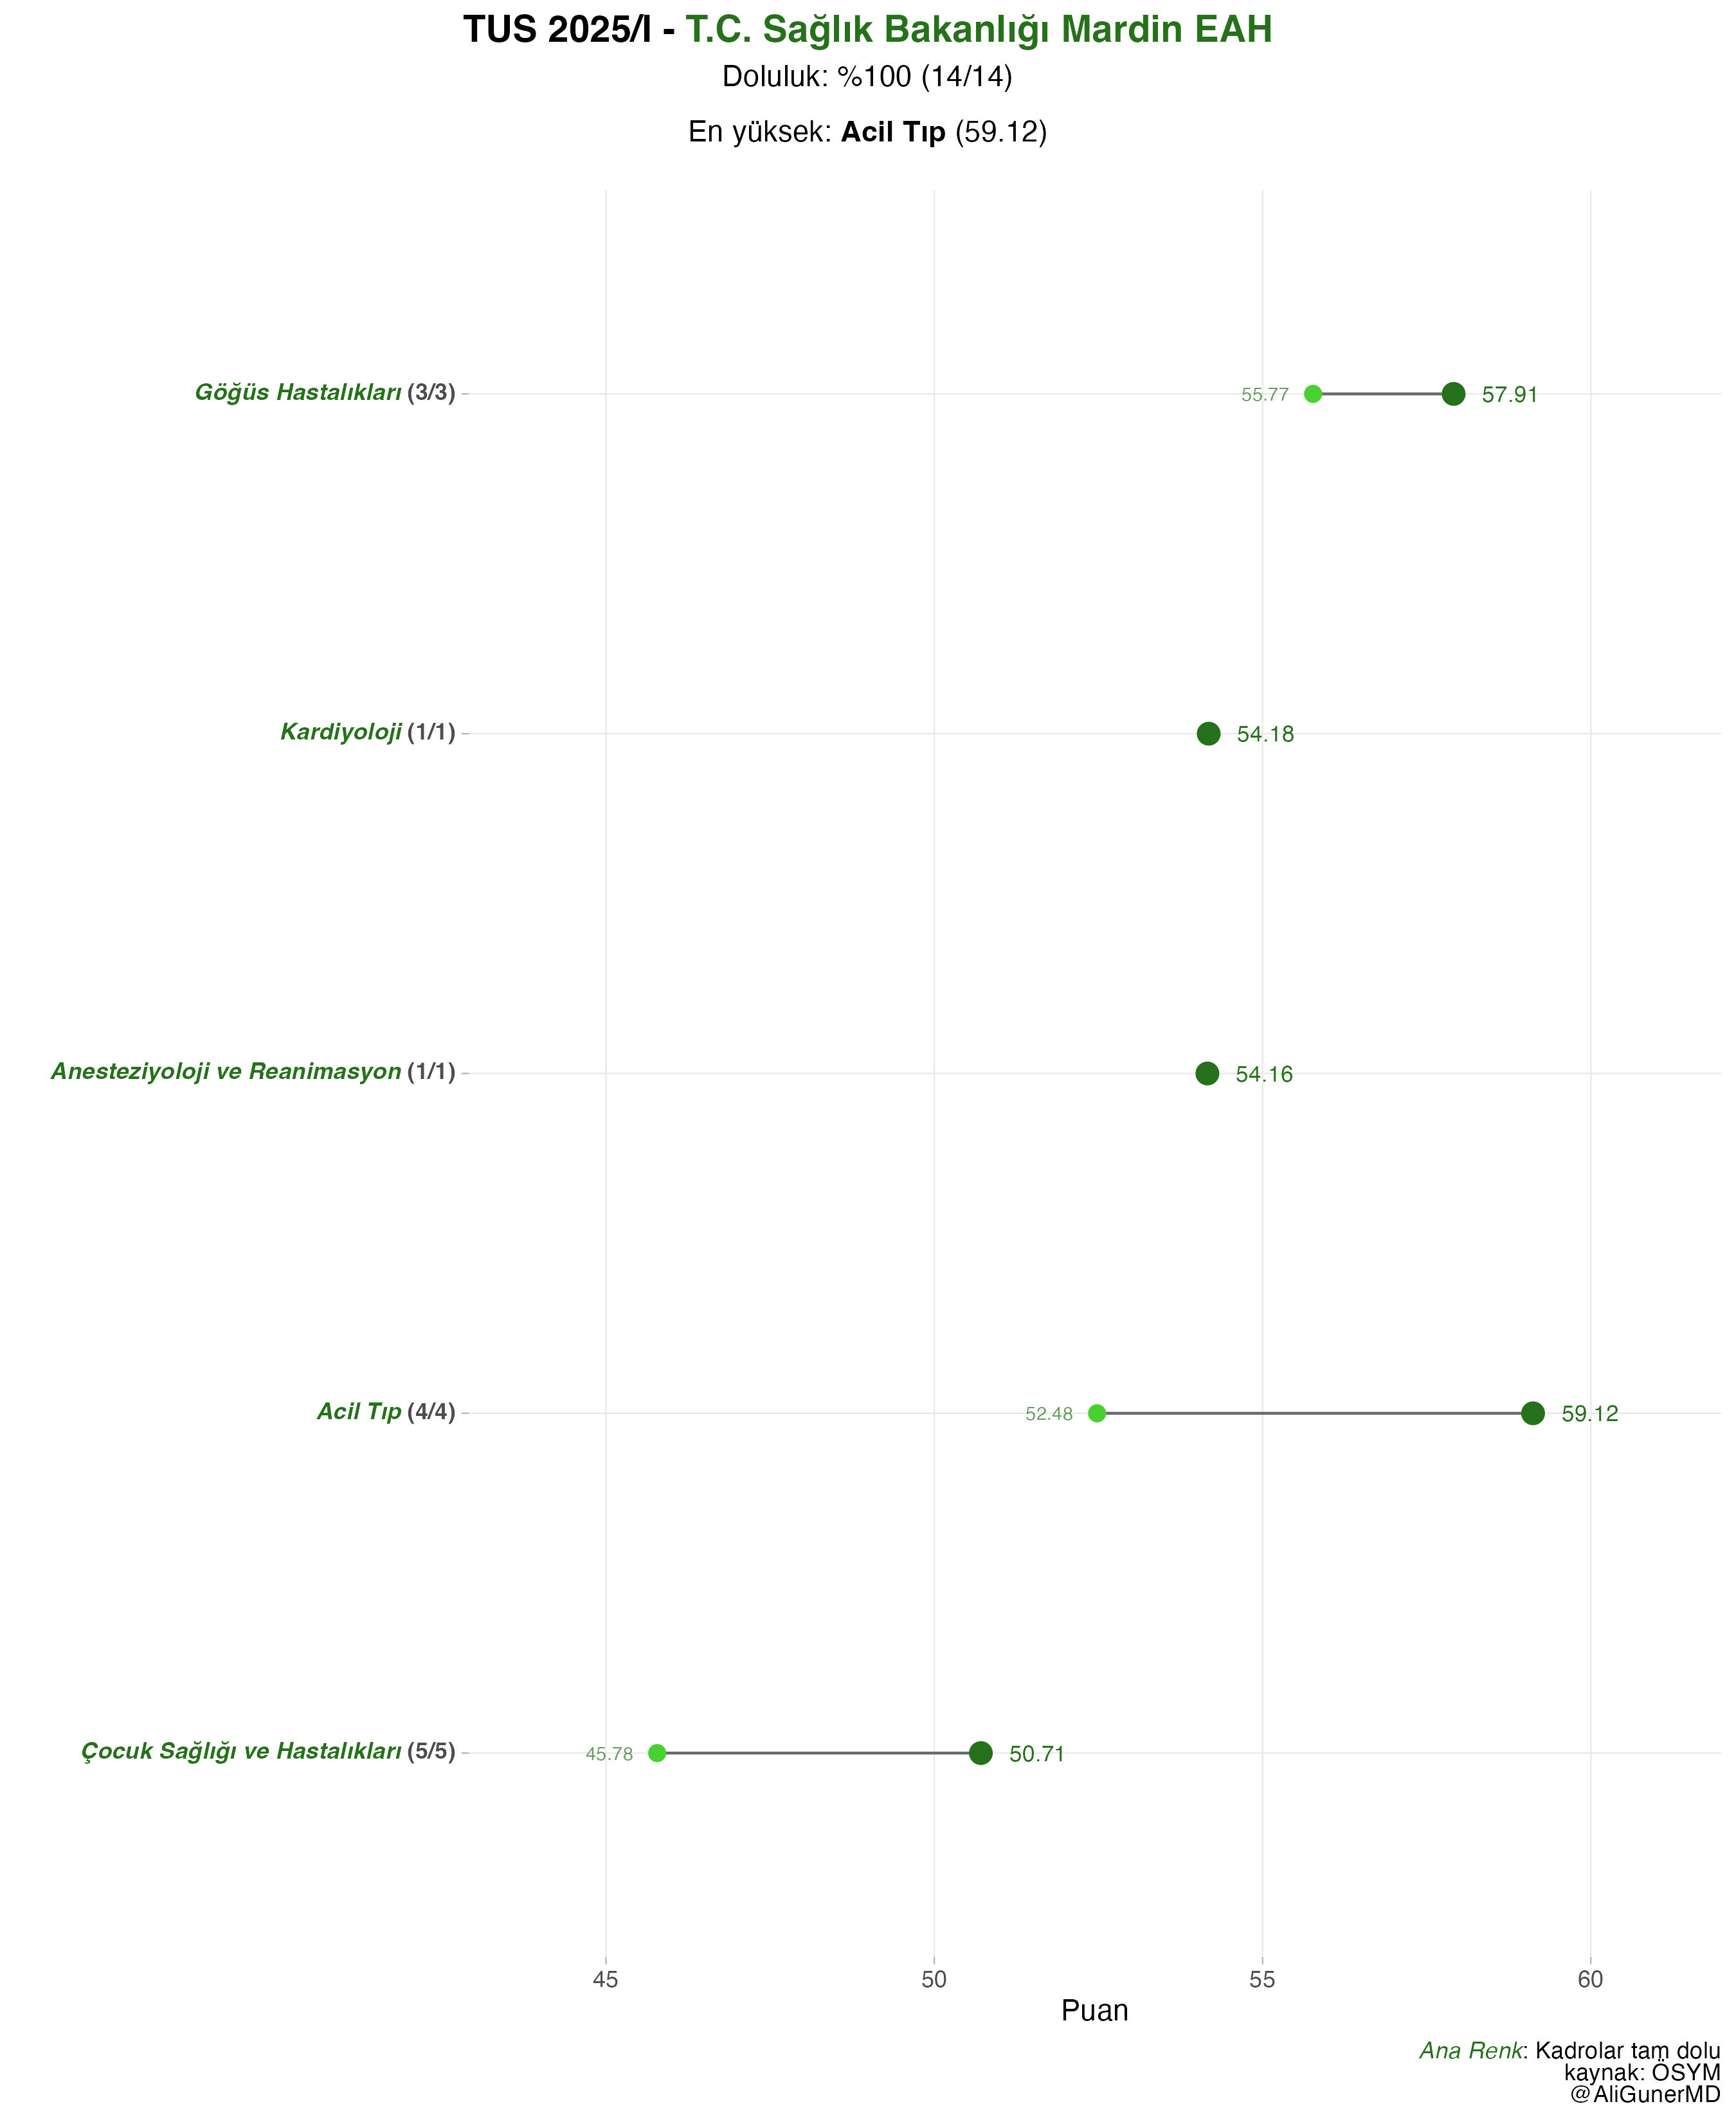 TUS 2025/I - T.C. Sağlık Bakanlığı Mardin EAH
Doluluk: %100 (14/14)
En yüksek: Acil Tıp (59.12)
Göğüs Hastalıkları (3/3)
55.77
57.91
Kardiyoloji (1/1)
54.18
Anesteziyoloji ve Reanimasyon (1/1)
54.16
Acil Tıp (4/4)
52.48
59.12
Çocuk Sağlığı ve Hastalıkları (5/5)
45.78
50.71
45 50 55 60
Puan
Ana Renk: Kadrolar tam dolu
kaynak: ÖSYM
@AliGunerMD